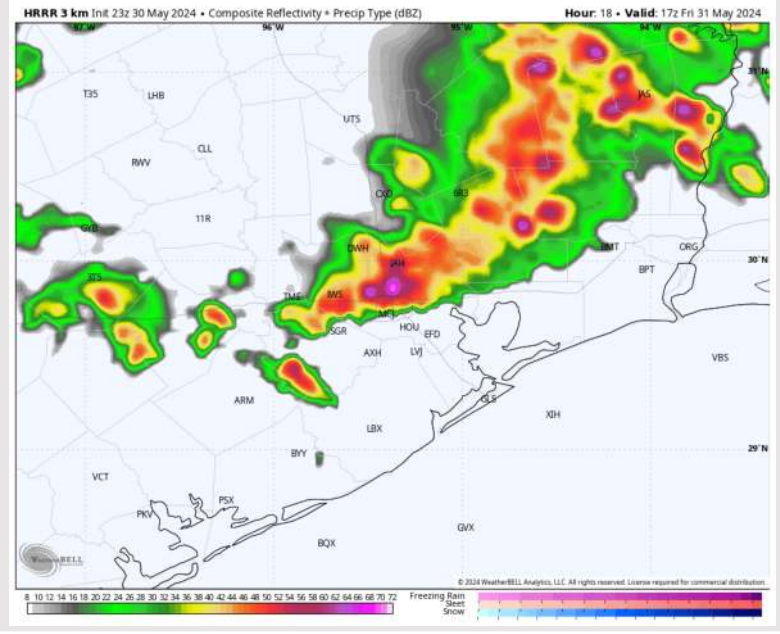 HRRR 3 km Init 23z 30 May 2024 • Composite Reflectivity + Precip Type (dBZ) Hour: 18 • Valid: 17z Fri 31 May 2024
97°W 96°W 95°W 94°W
31°N
T35 LHB JAS
UTS
CLL
RWV
CXO 6R3
11R
GYB
DWH BMT ORG
IAH 30°N
BPT
3T5
TME IWS
MCJ
SGR HOU EFD
AXH LVJ VBS
ARM GLS
XIH
LBX
BYY 29°N
VCT
PSX
PKV
GVX
BQX
WeatherBELL
© 2024 WeatherBELL Analytics, LLC. All rights reserved. License required for commercial distribution.
8 10 12 14 16 18 20 22 24 26 28 30 32 34 36 38 40 42 44 46 48 50 52 54 56 58 60 62 64 66 68 70 72
Freezing Rain
Sleet
Snow